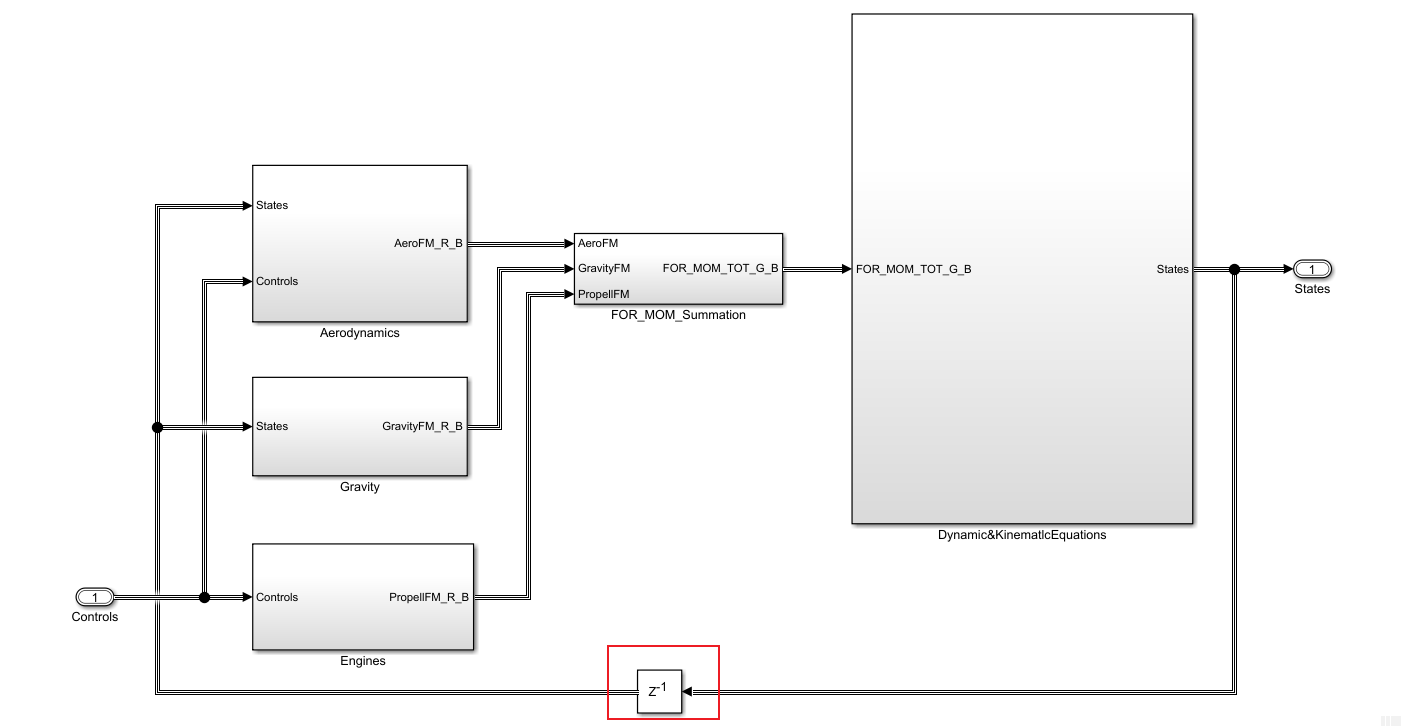 States
Controls
AeroFM_R_B
Aerodynamics
AeroFM
GravityFM
PropellFM
FOR_MOM_TOT_G_B
FOR_MOM_Summation
FOR_MOM_TOT_G_B
States
Dynamic&KinematIcEquations
1
States
States
GravityFM_R_B
Gravity
1
Controls
Controls
PropellFM_R_B
Engines
Z-1